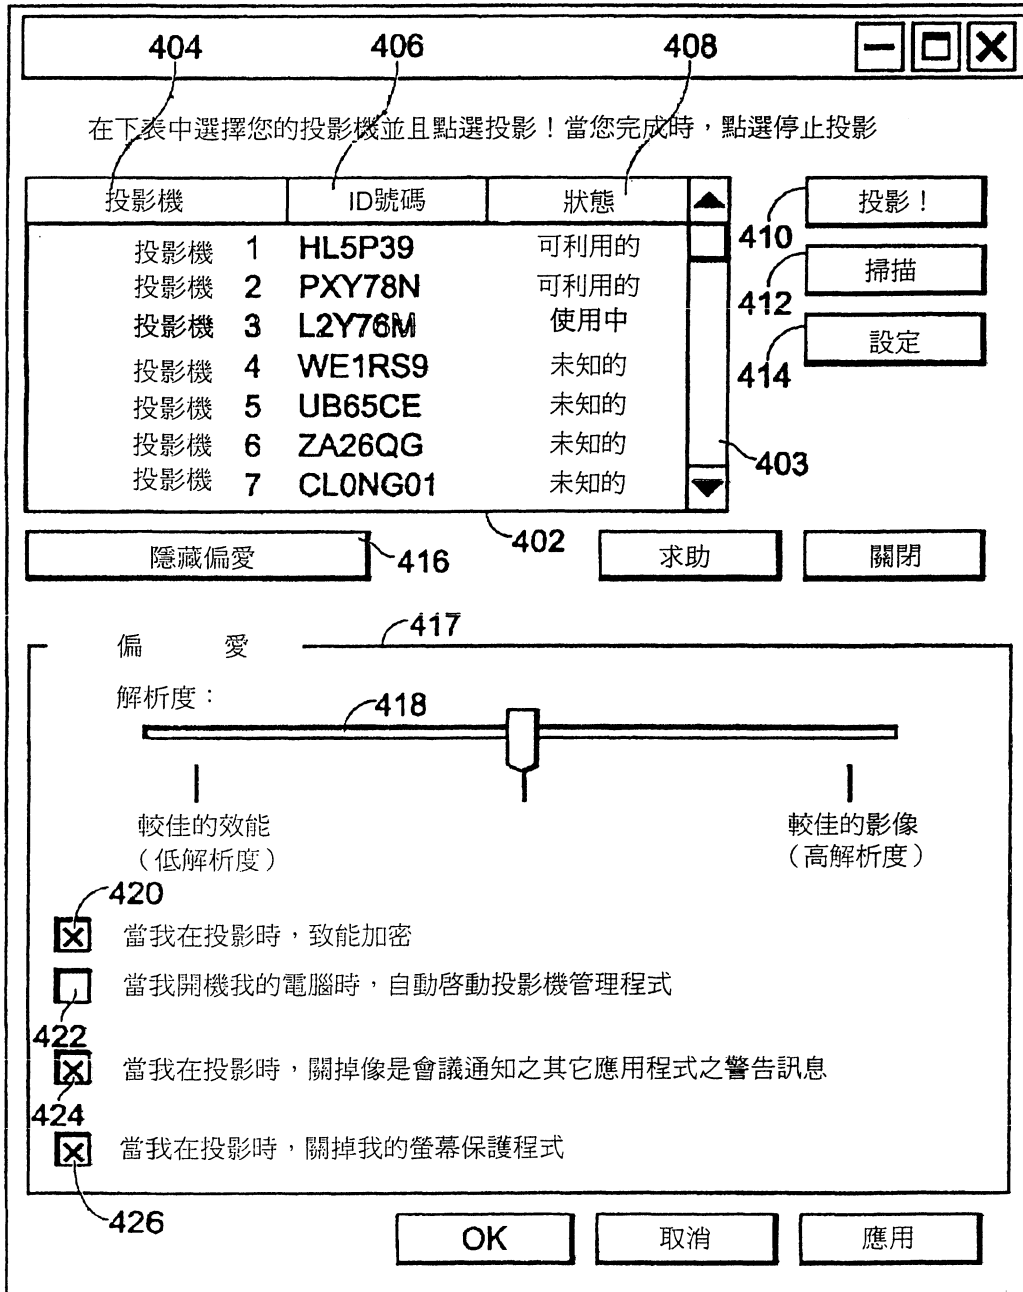 404 406 408
在下表中選擇您的投影機並且點選投影！當您完成時，點選停止投影
投影機 ID號碼 狀態
投影機 1 HL5P39 可利用的
投影機 2 PXY78N 可利用的
投影機 3 L2Y76M 使用中
投影機 4 WE1RS9 未知的
投影機 5 UB65CE 未知的
投影機 6 ZA26QG 未知的
投影機 7 CL0NG01 未知的
投影！
410
掃描
412
設定
414
403
402
隱藏偏愛
416
求助
關閉
417
偏 愛
解析度：
418
較佳的效能 較佳的影像
（低解析度） （高解析度）
420
當我在投影時，致能加密
當我開機我的電腦時，自動啓動投影機管理程式
422
當我在投影時，關掉像是會議通知之其它應用程式之警告訊息
424
當我在投影時，關掉我的螢幕保護程式
426
OK 取消 應用